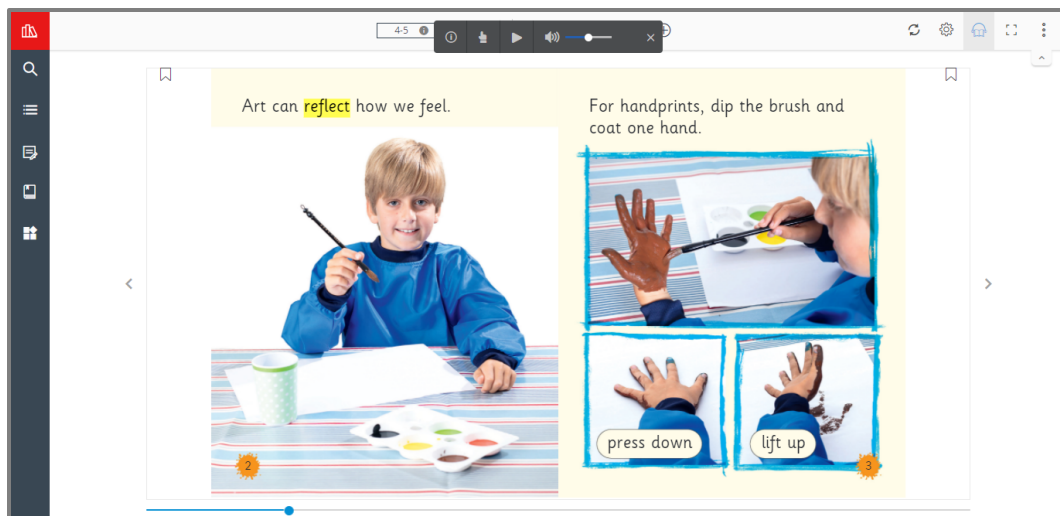 4-5
Art can reflect how we feel.
For handprints, dip the brush and
coat one hand.
press down
lift up
2
3